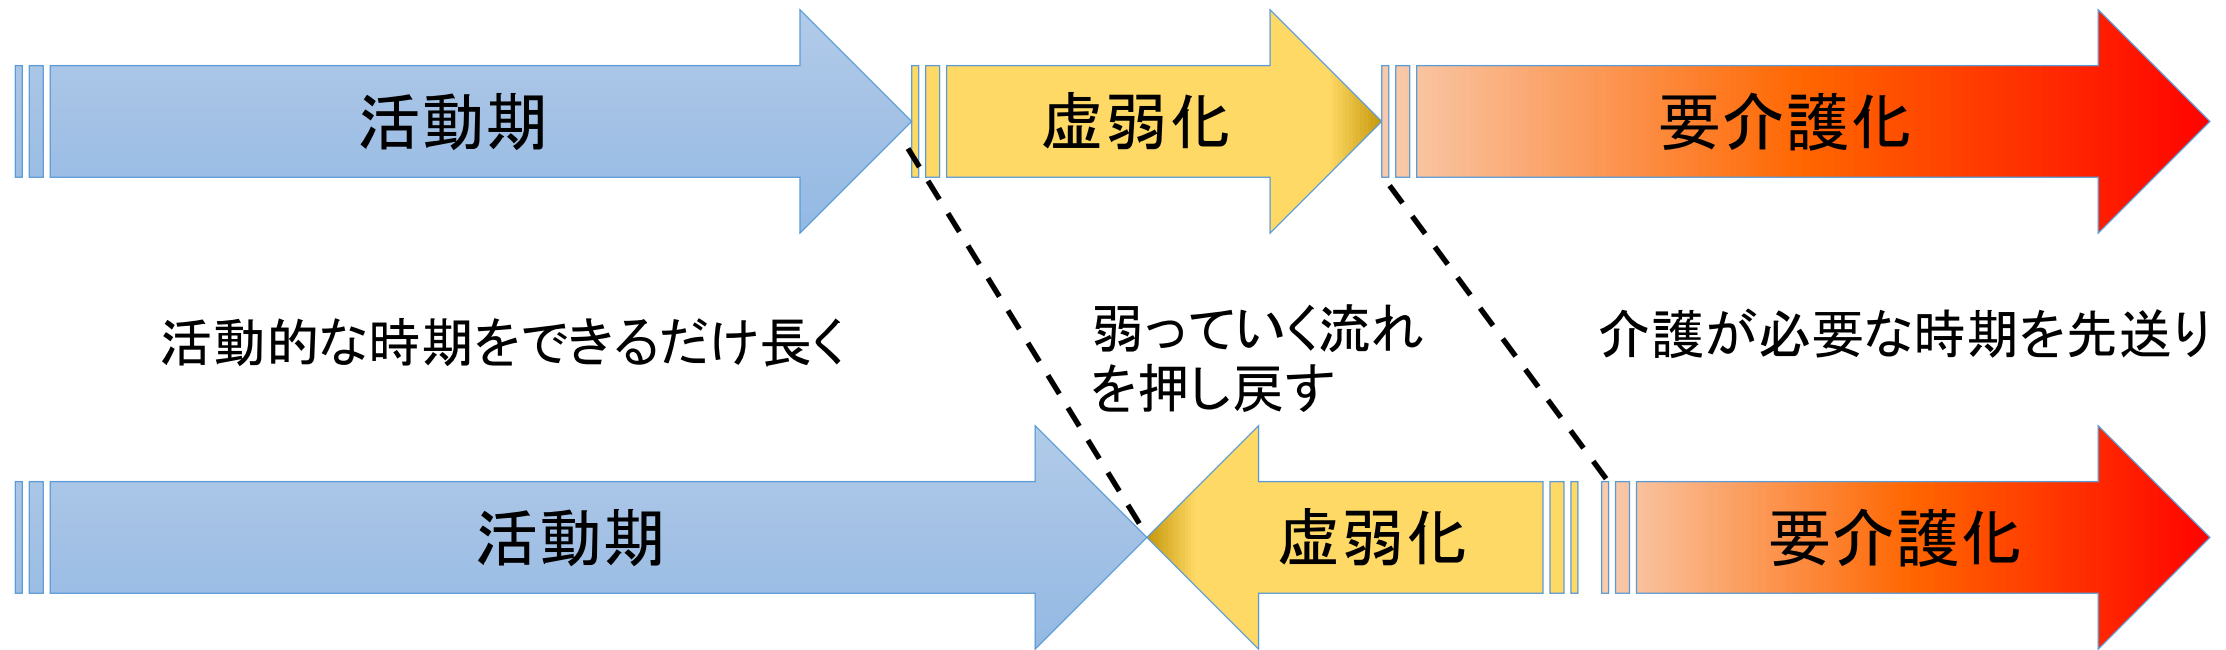 活動期
虚弱化
要介護化
活動的な時期をできるだけ長く
弱っていく流れ
を押し戻す
介護が必要な時期を先送り
活動期
虚弱化
要介護化